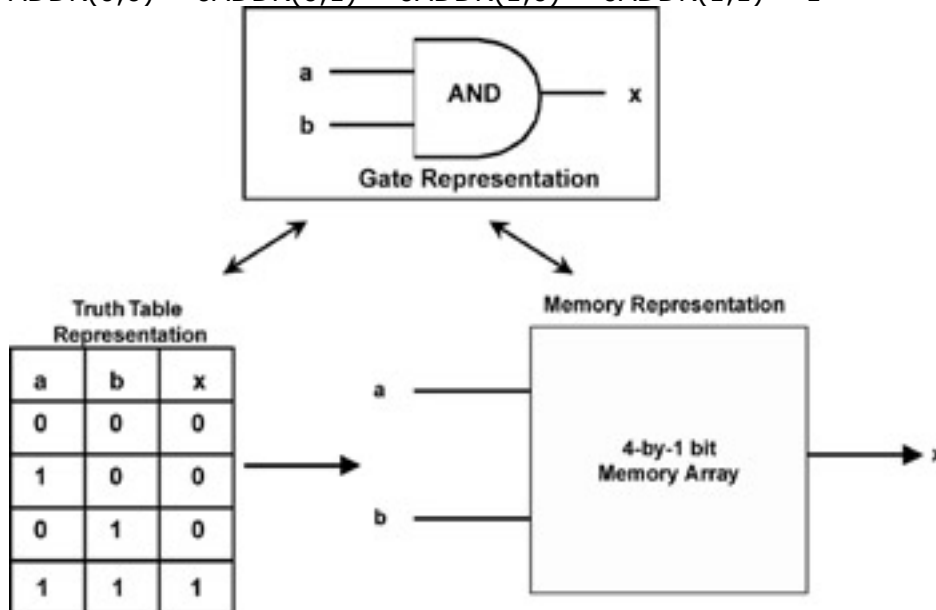 a
AND
x
b
Gate Representation
Truth Table
Representation
Memory Representation
a b x
0 0 0
1 0 0
0 1 0
1 1 1
a
4-by-1 bit
Memory Array
b